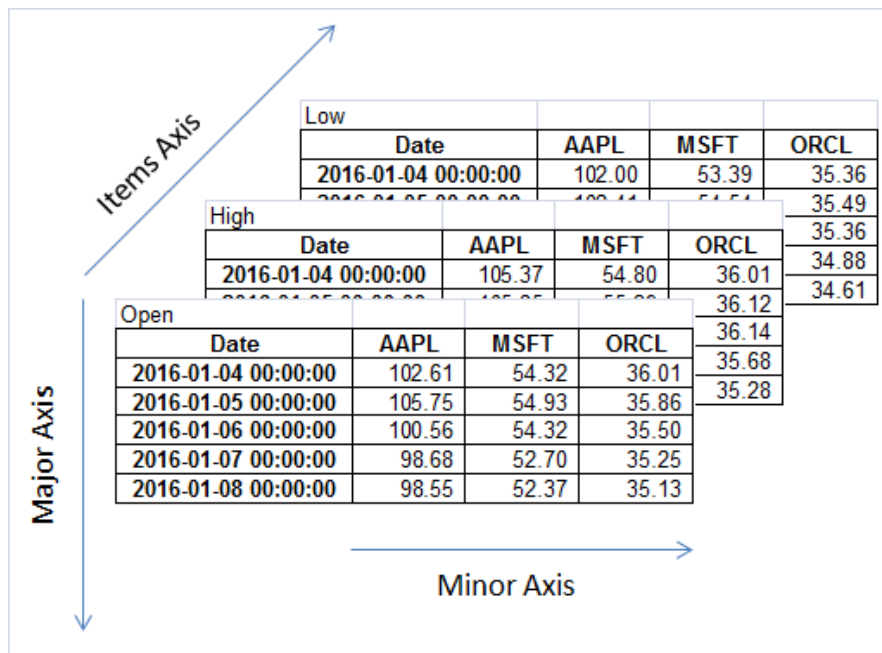 Items Axis
Low
Date AAPL MSFT ORCL
2016-01-04 00:00:00 102.00 53.39 35.36
35.49
35.36
34.88
34.61
High
Date AAPL MSFT ORCL
2016-01-04 00:00:00 105.37 54.80 36.01
36.12
36.14
35.68
35.28
Open
Date AAPL MSFT ORCL
2016-01-04 00:00:00 102.61 54.32 36.01
2016-01-05 00:00:00 105.75 54.93 35.86
2016-01-06 00:00:00 100.56 54.32 35.50
2016-01-07 00:00:00 98.68 52.70 35.25
2016-01-08 00:00:00 98.55 52.37 35.13
Major Axis
Minor Axis